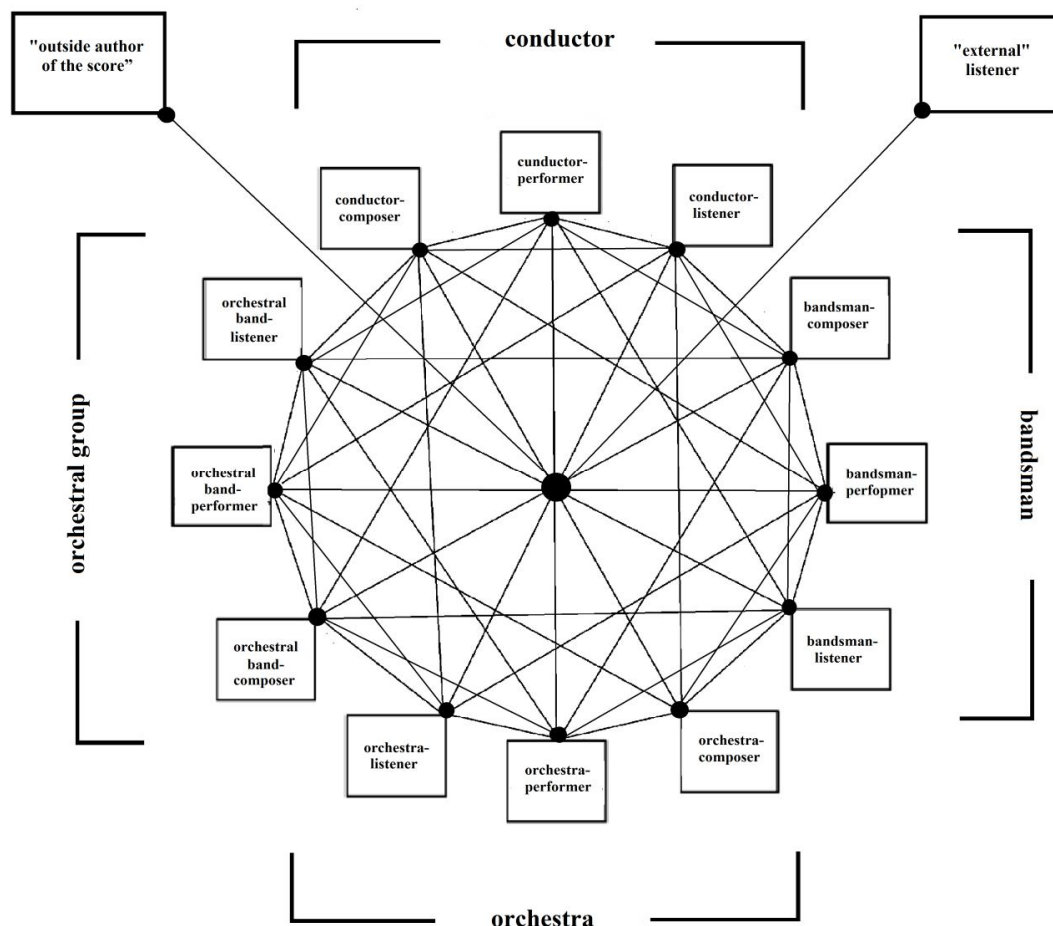 "outside author
of the score”
conductor
"external"
listener
cunductor-
performer
conductor-
composer
conductor-
listener
orchestral
band-
listener
bandsman-
composer
orchestral group
orchestral
band-
performer
bandsman-
perfopmer
bandsman
orchestral
band-
composer
bandsman-
listener
orchestra-
listener
orchestra-
performer
orchestra-
composer
orchestra